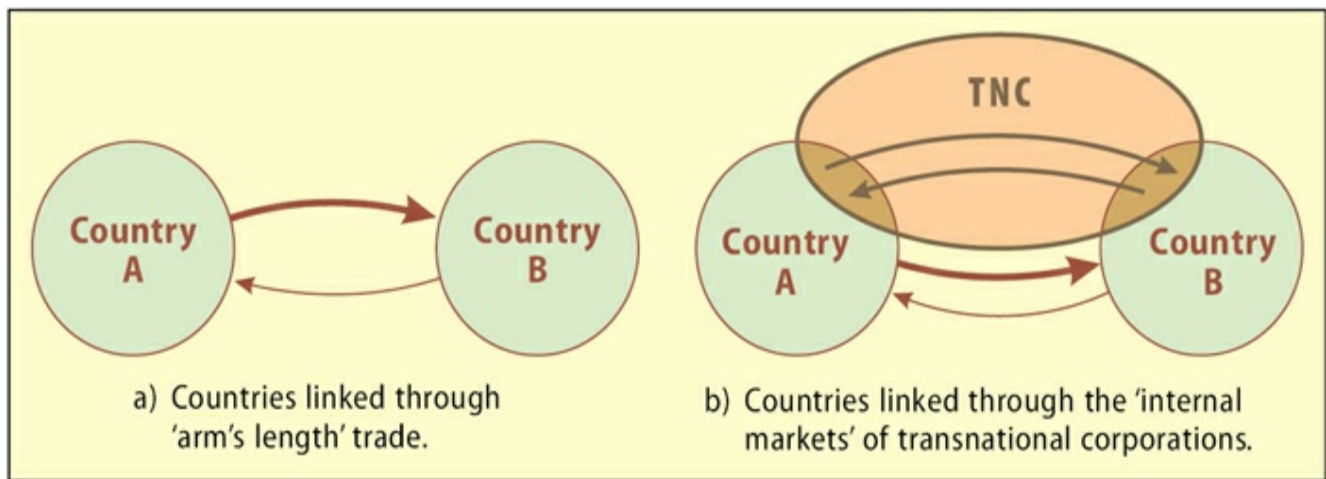 Country
A
Country
B
a) Countries linked through
'arm's length' trade.
TNC
Country
A
Country
B
b) Countries linked through the 'internal
markets' of transnational corporations.